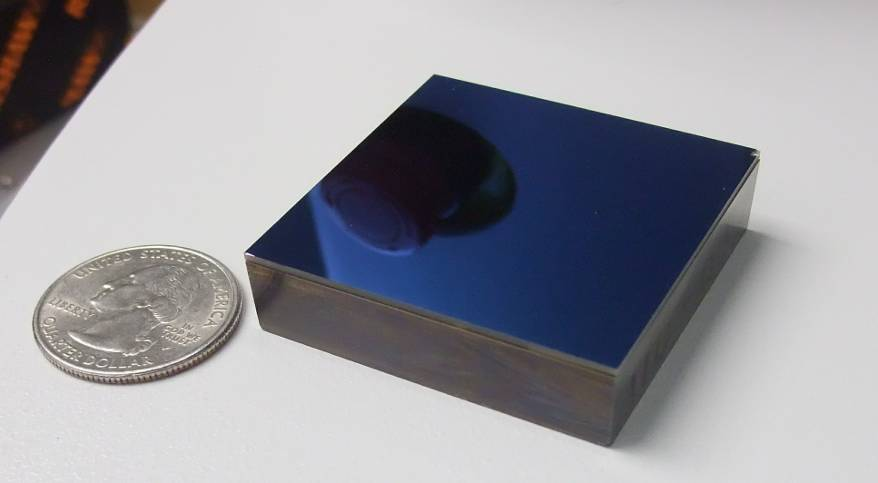 UNITED STATES OF AMERICA
LIBERTY
IN
GOD WE
TRUST
QUARTER DOLLAR